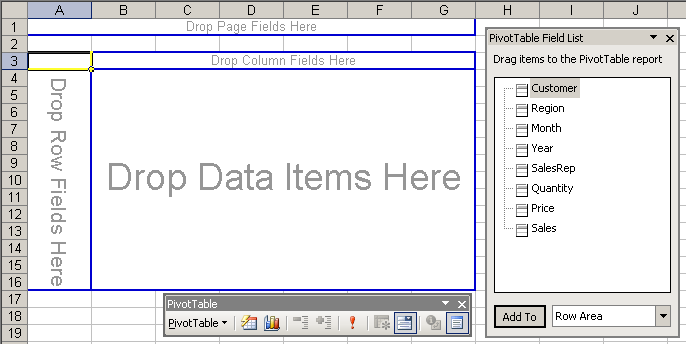 A B C D E F G H I J
1 Drop Page Fields Here
2
3 Drop Column Fields Here
4
5
6
7
8
9
10
11
12
13
14
15
16
17
18
19
Drop Row Fields Here
Drop Data Items Here
PivotTable Field List
Drag items to the PivotTable report
Customer
Region
Month
Year
SalesRep
Quantity
Price
Sales
Add To Row Area
PivotTable
PivotTable